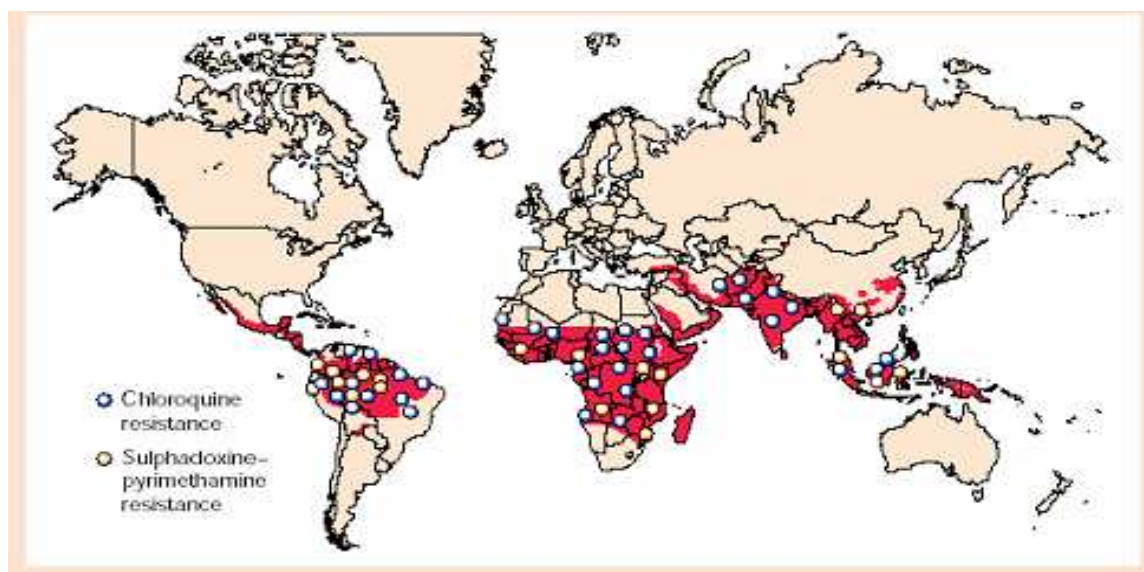 Chloroquine
resistance
Sulphadoxine–
pyrimethamine
resistance